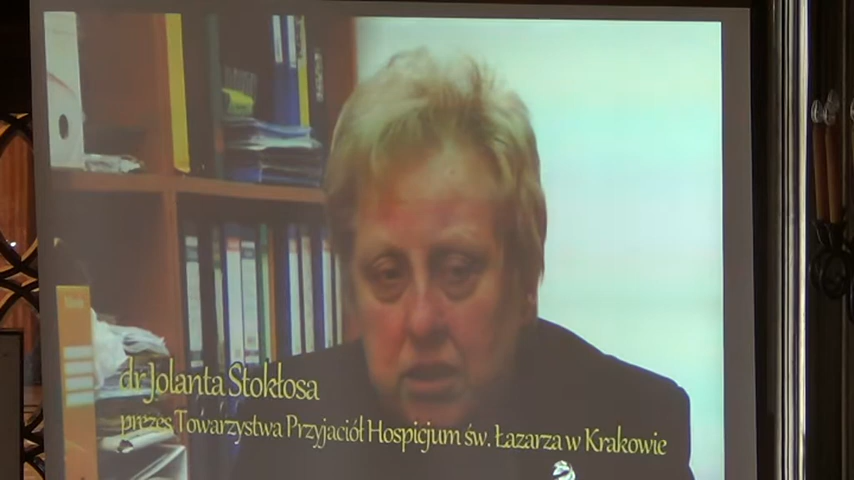 dr Jolanta Stokłosa
prezes Towarzystwa Przyjaciół Hospicjum św. Łazarza w Krakowie